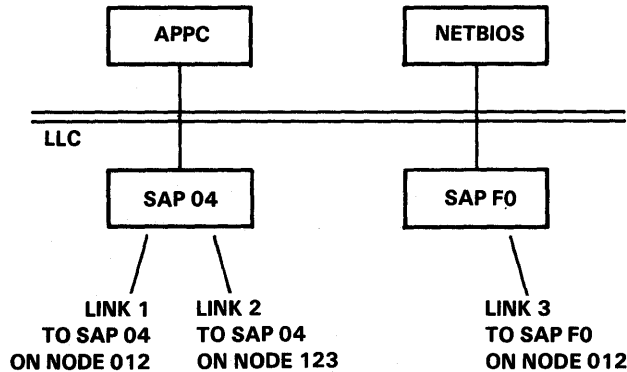 APPC
NETBIOS
LLC
SAP 04
SAP F0
LINK 1
TO SAP 04
ON NODE 012
LINK 2
TO SAP 04
ON NODE 123
LINK 3
TO SAP F0
ON NODE 012